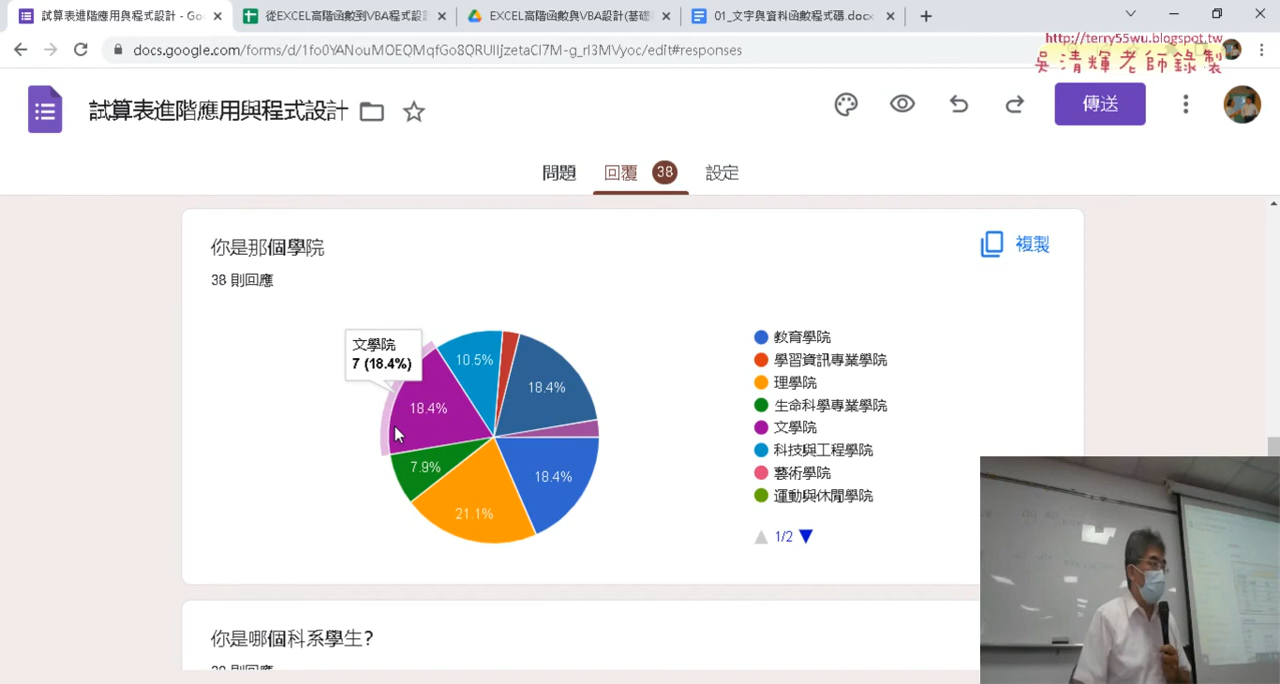 試算表進階應用與程式設計 - Go
從EXCEL高階函數到VBA程式設計
EXCEL高階函數與VBA設計(基礎
01_文字與資料函數程式碼.docx
http://terry55wu.blogspot.tw
吳清輝老師錄製
試算表進階應用與程式設計
傳送
問題
回覆 38
設定
你是那個學院
複製
38 則回應
文學院
7 (18.4%)
10.5%
18.4%
18.4%
7.9%
18.4%
21.1%
教育學院
學習資訊專業學院
理學院
生命科學專業學院
文學院
科技與工程學院
藝術學院
運動與休閒學院
1/2
你是哪個科系學生?
38 則回應